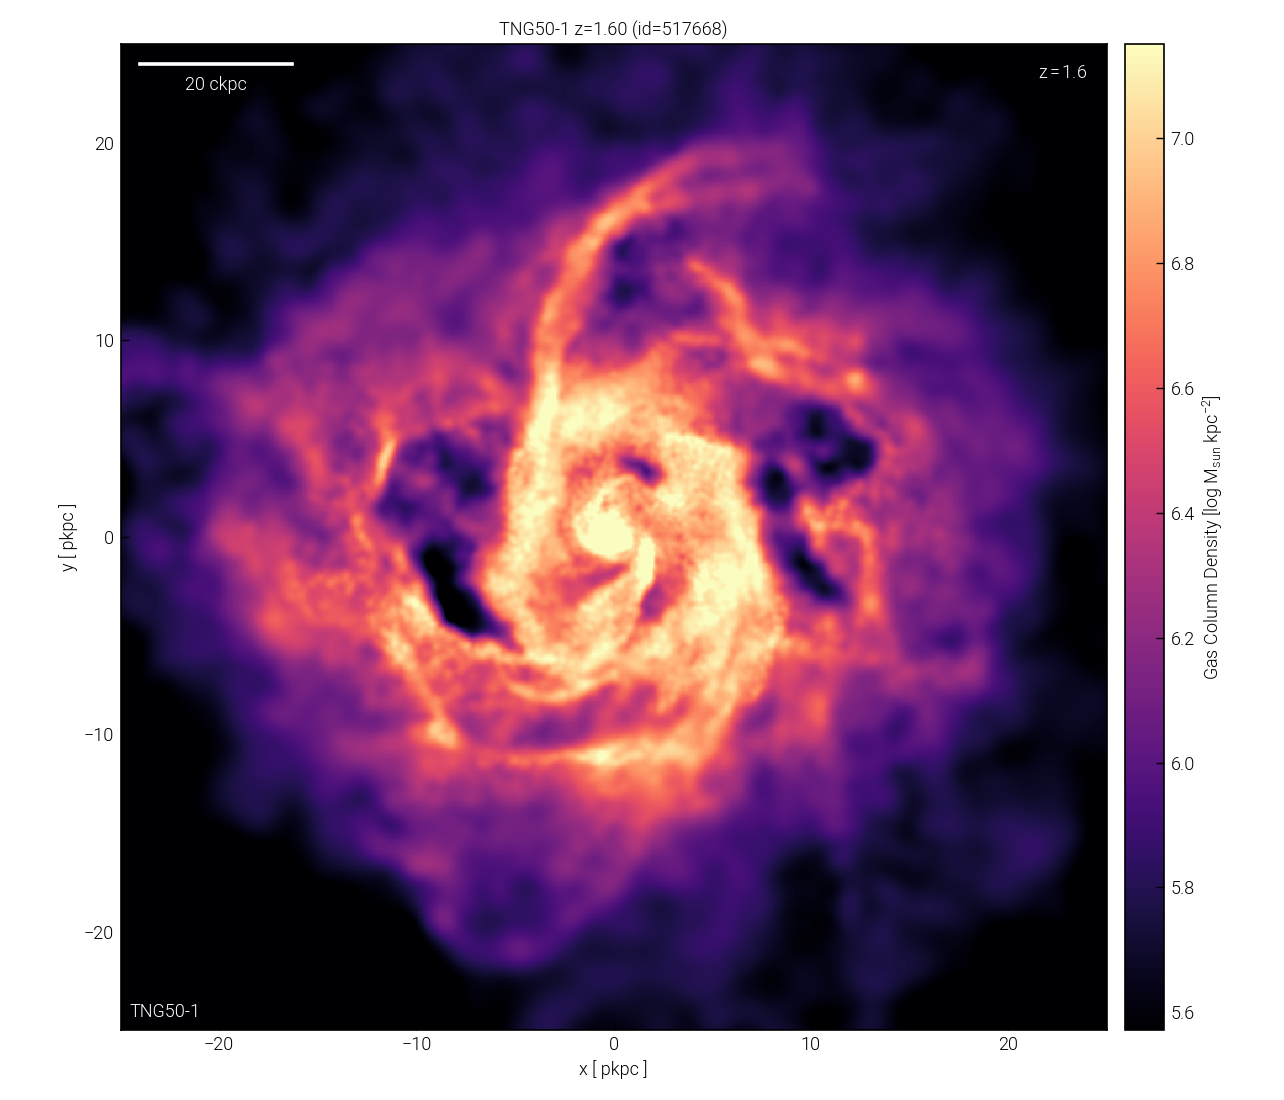 TNG50-1 z=1.60 (id=517668)
20 ckpc
z=1.6
20
10
0
−10
−20
y [ pkpc ]
TNG50-1
−20
−10
0
10
20
x [ pkpc ]
7.0
6.8
6.6
6.4
6.2
6.0
5.8
5.6
Gas Column Density [log M_sun kpc⁻²]